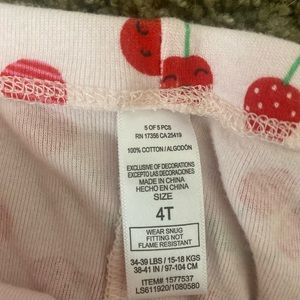 5 OF 5 PCS
RN 17356 CA 25419
100% COTTON/ALGODÓN
EXCLUSIVE OF DECORATIONS
EXCEPTO LAS DECORACIONES
MADE IN CHINA
HECHO EN CHINA
SIZE
4T
WEAR SNUG
FITTING NOT
FLAME RESISTANT
34-39 LBS / 15-18 KGS
38-41 IN / 97-104 CM
ITEM# 1577537
LS611920/1080580